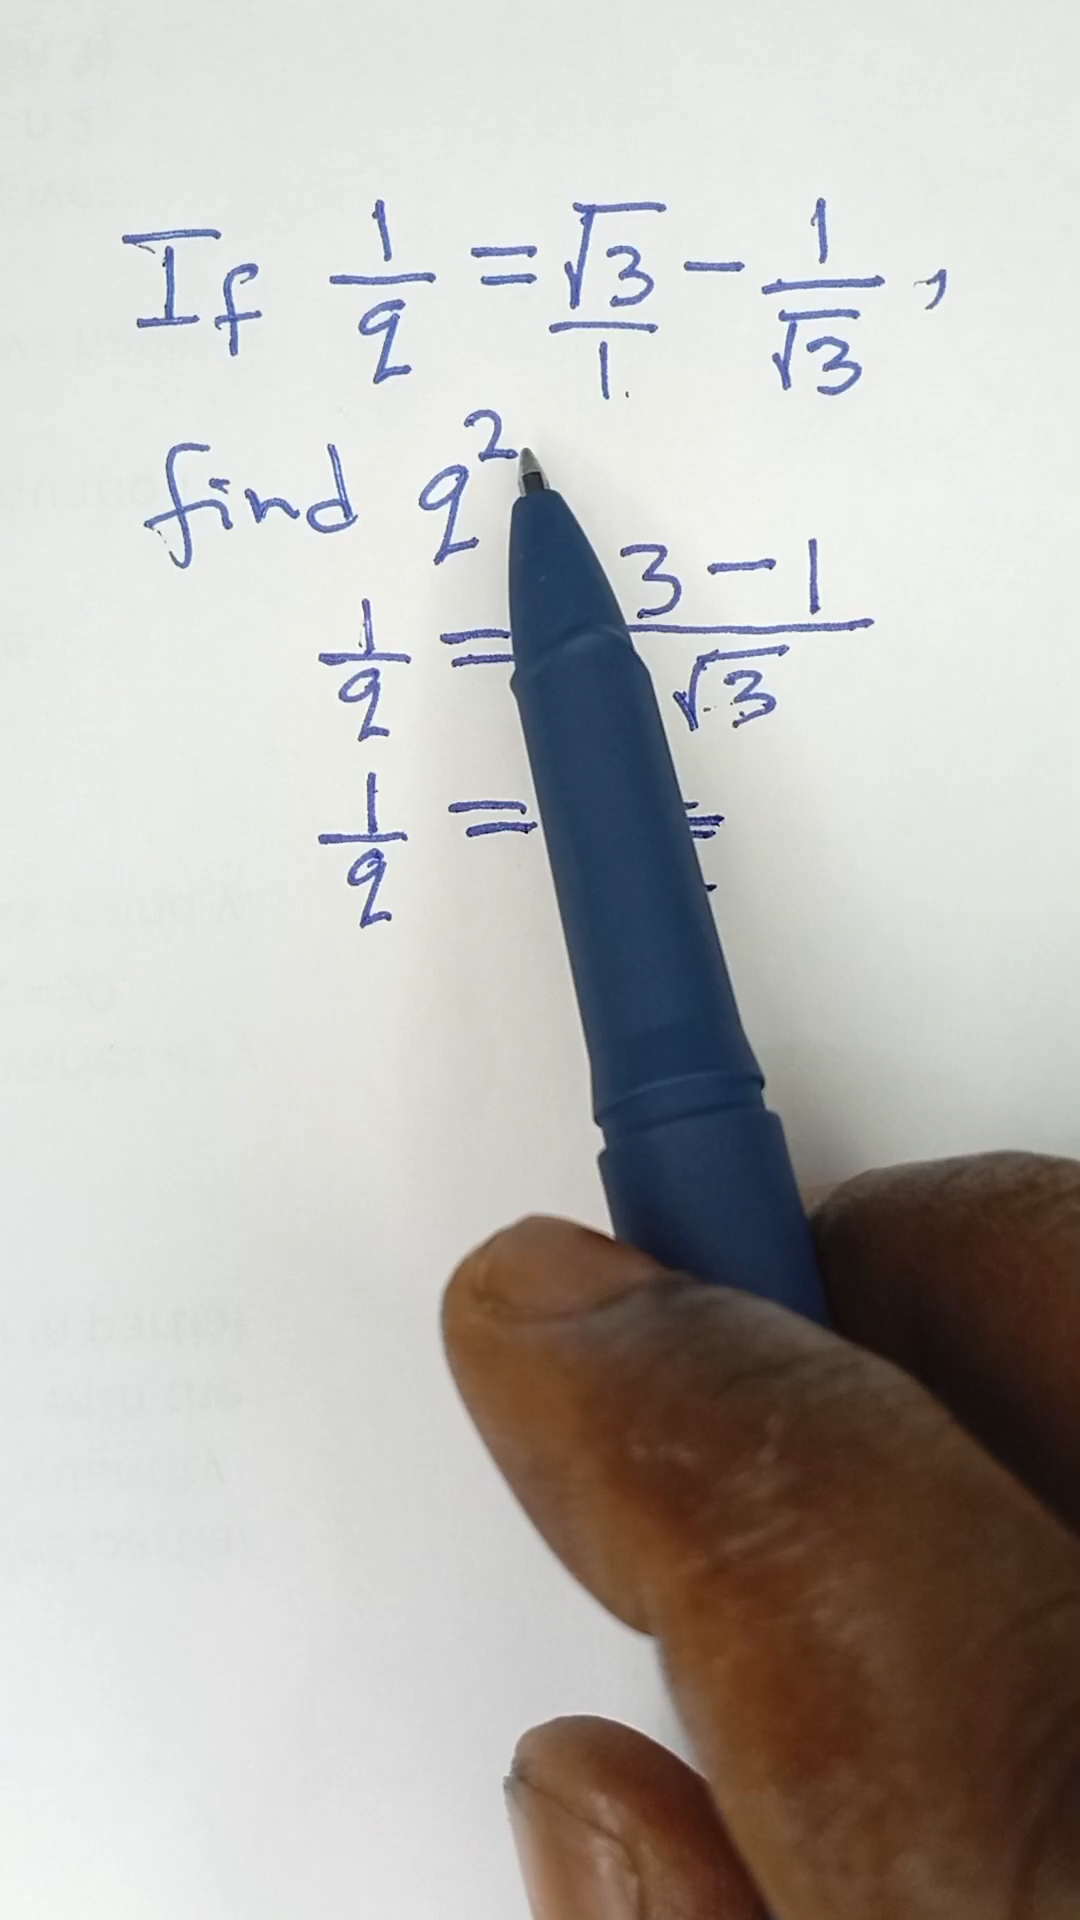 If 1/q = √3/1 - 1/√3,
find q²
1/q = 3 - 1/√3
1/q =